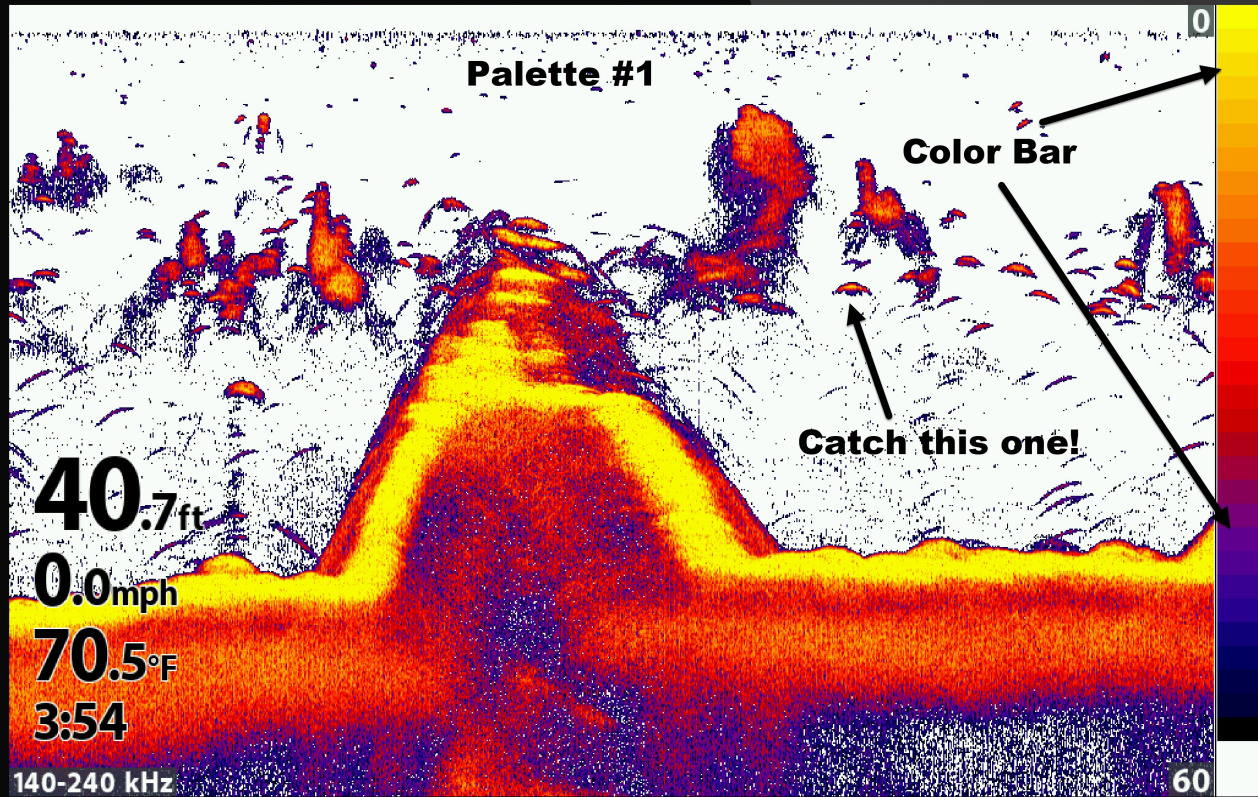 0
Palette #1
Color Bar
Catch this one!
40.7ft
0.0mph
70.5°F
3:54
140-240 kHz
60